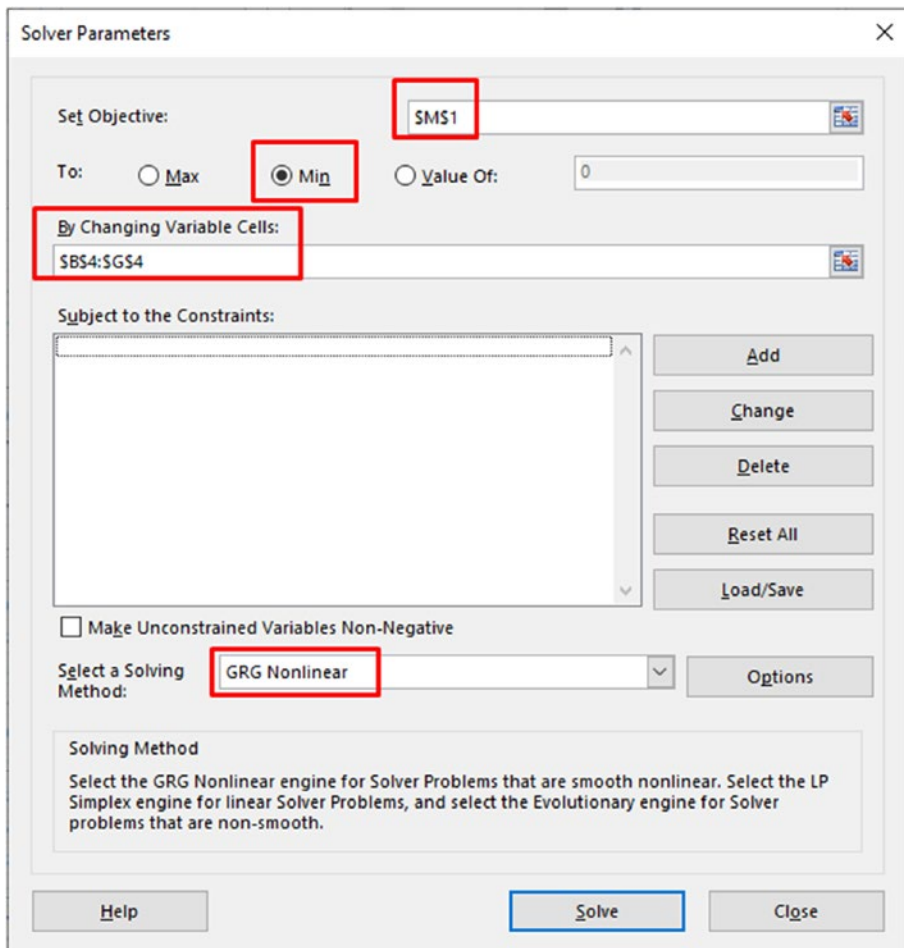 Solver Parameters
Set Objective:
$M$1
To:
Max
Min
Value Of:
0
By Changing Variable Cells:
$B$4:$G$4
Subject to the Constraints:
Add
Change
Delete
Reset All
Load/Save
Make Unconstrained Variables Non-Negative
Select a Solving
Method:
GRG Nonlinear
Options
Solving Method
Select the GRG Nonlinear engine for Solver Problems that are smooth nonlinear. Select the LP
Simplex engine for linear Solver Problems, and select the Evolutionary engine for Solver
problems that are non-smooth.
Help
Solve
Close